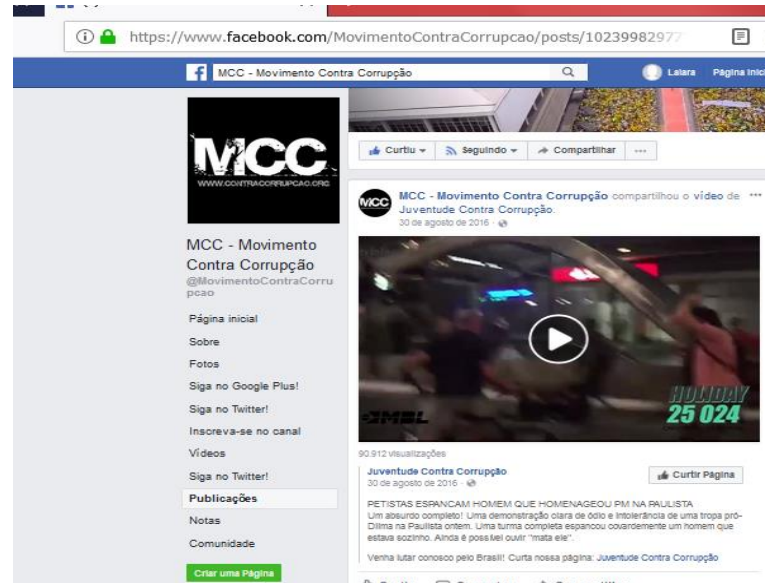 https://www.facebook.com/MovimentoContraCorrupcao/posts/10239982977
MCC - Movimento Contra Corrupção
Laiara
Página Inici
MCC
WWW.CONTRACORRUPCAO.ORG
MCC - Movimento
Contra Corrupção
@MovimentoContraCorru
pcao
Página inicial
Sobre
Fotos
Siga no Google Plus!
Siga no Twitter!
Inscreva-se no canal
Vídeos
Siga no Twitter!
Publicações
Notas
Comunidade
Criar uma Página
Curtiu
Seguindo
Compartilhar
MCC
MCC - Movimento Contra Corrupção compartilhou o vídeo de
Juventude Contra Corrupção.
30 de agosto de 2016
HOLIDAY
25 024
MBL
90.912 visualizações
Juventude Contra Corrupção
30 de agosto de 2016
Curtir Página
PETISTAS ESPANCAM HOMEM QUE HOMENAGEOU PM NA PAULISTA
Um absurdo completo! Uma demonstração clara de ódio e intolerância de uma tropa pró-
Dilma na Paulista ontem. Uma turma completa espancou covardemente um homem que
estava sozinho. Ainda é possível ouvir "mata ele".
Venha lutar conosco pelo Brasil! Curta nossa página: Juventude Contra Corrupção